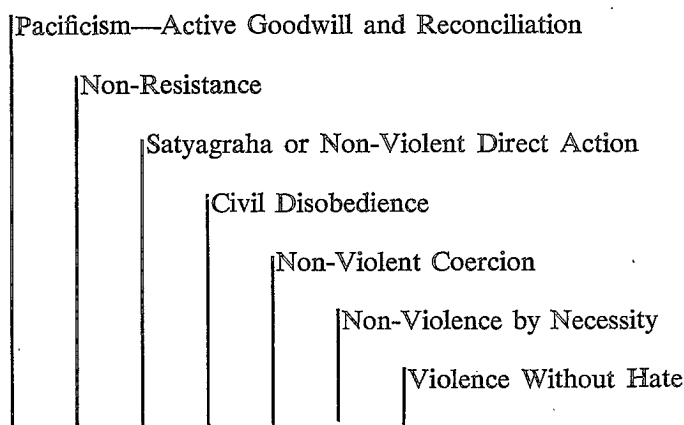 Pacificism—Active Goodwill and Reconciliation
Non-Resistance
Satyagraha or Non-Violent Direct Action
Civil Disobedience
Non-Violent Coercion
Non-Violence by Necessity
Violence Without Hate